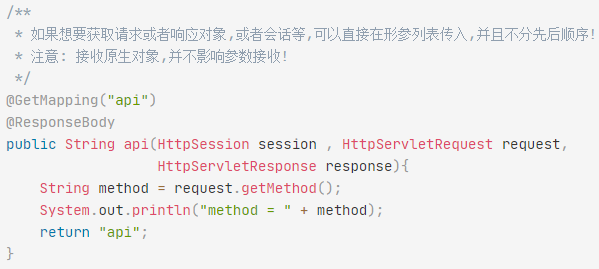 /**
 * 如果想要获取请求或者响应对象,或者会话等,可以直接在形参列表传入,并且不分先后顺序!
 * 注意: 接收原生对象,并不影响参数接收!
 */
@GetMapping("api")
@ResponseBody
public String api(HttpSession session , HttpServletRequest request,
                  HttpServletResponse response){
    String method = request.getMethod();
    System.out.println("method = " + method);
    return "api";
}